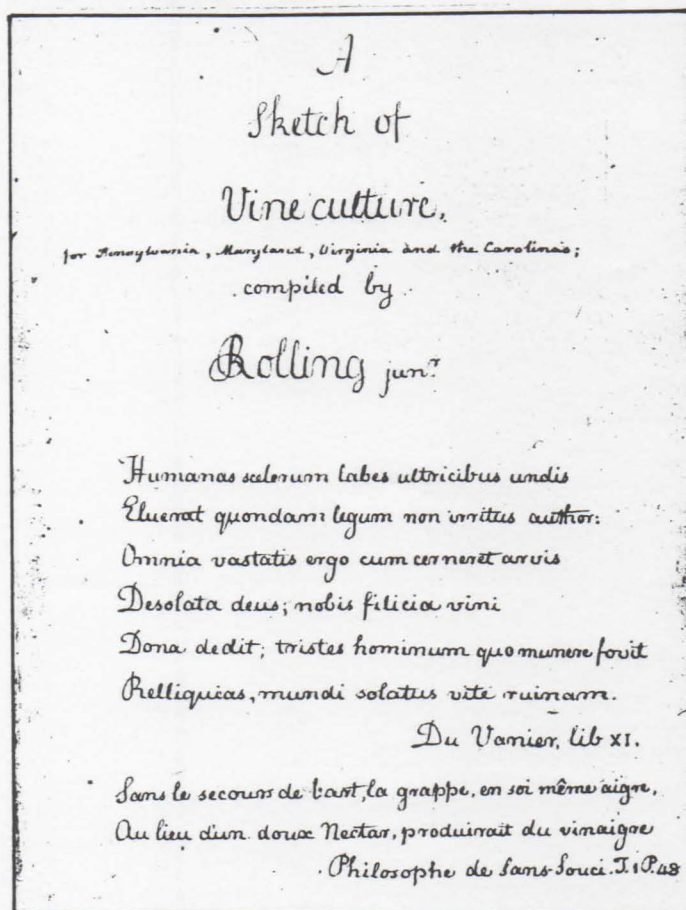 A
Sketch of
Vine culture,
for Pennsylvania, Maryland, Virginia and the Carolinas;
compiled by
Bolling junr.
Humanas scelerum labes ultricibus undis
Eluerat quondam legum non irritus author:
Omnia vastatis ergo cum cerneret arvis
Desolata deus; nobis filicia vini
Dona dedit; tristes hominum quo munere fovit
Relliquias, mundi solatus vite ruinam.
Du Vanier, lib XI.
Sans le secours de l'art, la grappe, en soi même aigre,
Au lieu d'un doux Nectar, produirait du vinaigre
Philosophe de Sans-Souci. T. 1 P. 48